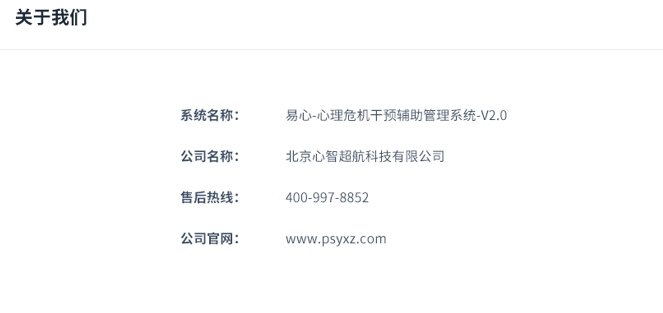 关于我们
系统名称： 易心-心理危机干预辅助管理系统-V2.0
公司名称： 北京心智超航科技有限公司
售后热线： 400-997-8852
公司官网： www.psyxz.com